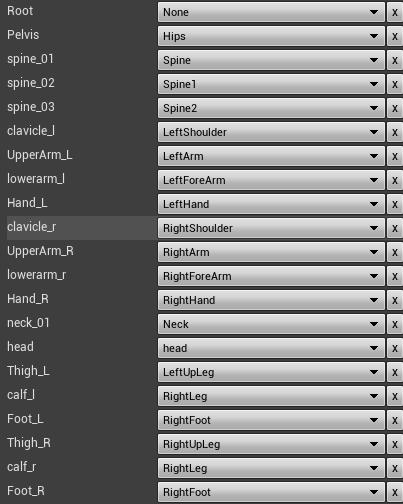 Root None x
Pelvis Hips x
spine_01 Spine x
spine_02 Spine1 x
spine_03 Spine2 x
clavicle_l LeftShoulder x
UpperArm_L LeftArm x
lowerarm_l LeftForeArm x
Hand_L LeftHand x
clavicle_r RightShoulder x
UpperArm_R RightArm x
lowerarm_r RightForeArm x
Hand_R RightHand x
neck_01 Neck x
head head x
Thigh_L LeftUpLeg x
calf_l RightLeg x
Foot_L RightFoot x
Thigh_R RightUpLeg x
calf_r RightLeg x
Foot_R RightFoot x